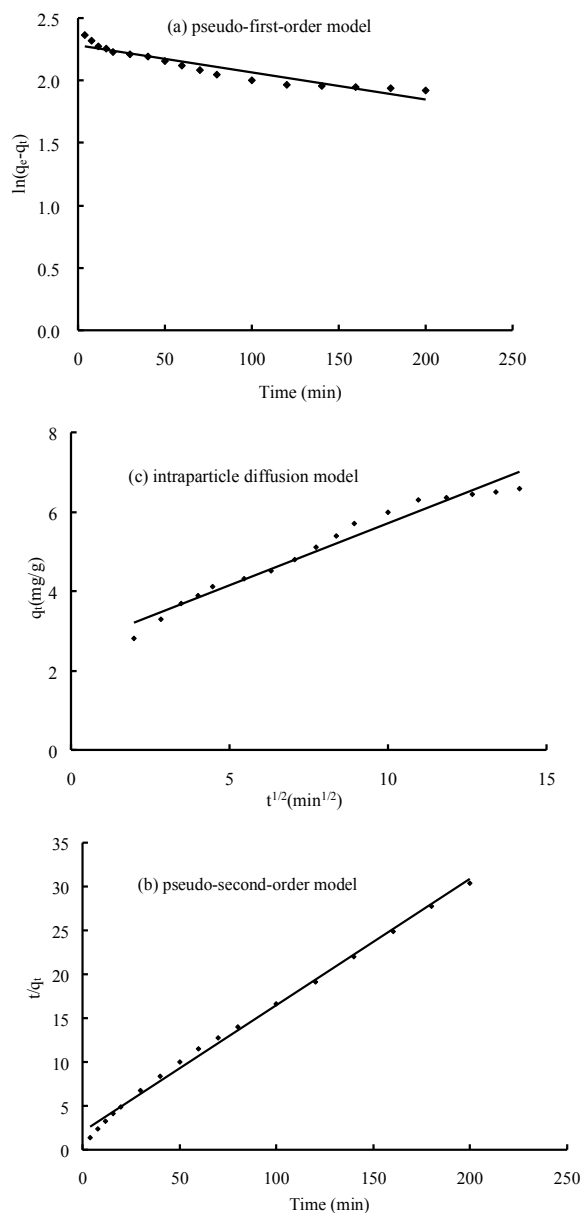 (a) pseudo-first-order model
2.5
2.0
1.5
1.0
0.5
0.0
ln(qe-qt)
0 50 100 150 200 250
Time (min)
(c) intraparticle diffusion model
8
6
4
2
0
qt(mg/g)
0 5 10 15
t1/2(min1/2)
(b) pseudo-second-order model
35
30
25
20
15
10
5
0
t/qt
0 50 100 150 200 250
Time (min)